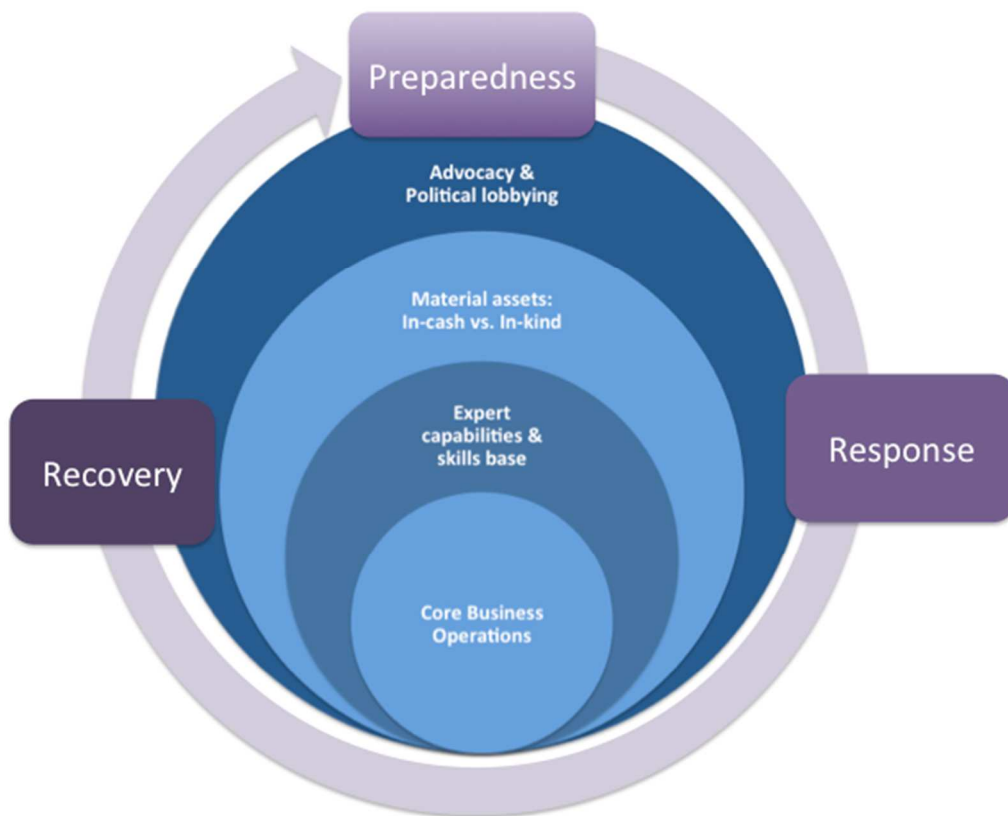 Preparedness
Advocacy &
Political lobbying
Material assets:
In-cash vs. In-kind
Expert
capabilities &
skills base
Recovery
Response
Core Business
Operations